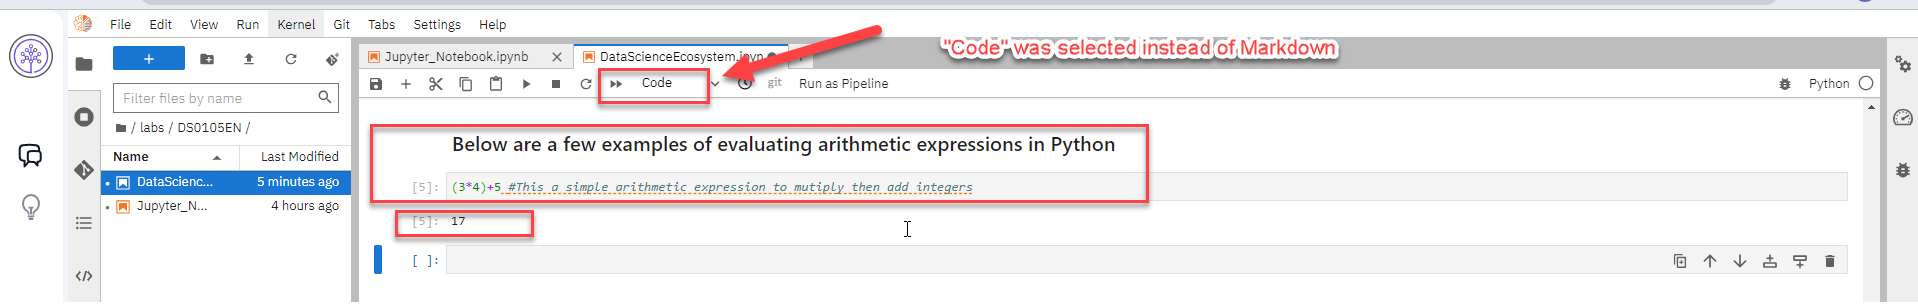 File Edit View Run Kernel Git Tabs Settings Help
Jupyter_Notebook.ipynb
DataScienceEcosystem.ipyn
"Code" was selected instead of Markdown
+
Filter files by name
/ labs / DS0105EN /
Name Last Modified
DataScienc... 5 minutes ago
Jupyter_N... 4 hours ago
Code
git
Run as Pipeline
Python
Below are a few examples of evaluating arithmetic expressions in Python
[5]: (3*4)+5 #This a simple arithmetic expression to mutiply then add integers
[5]: 17
[ ]: